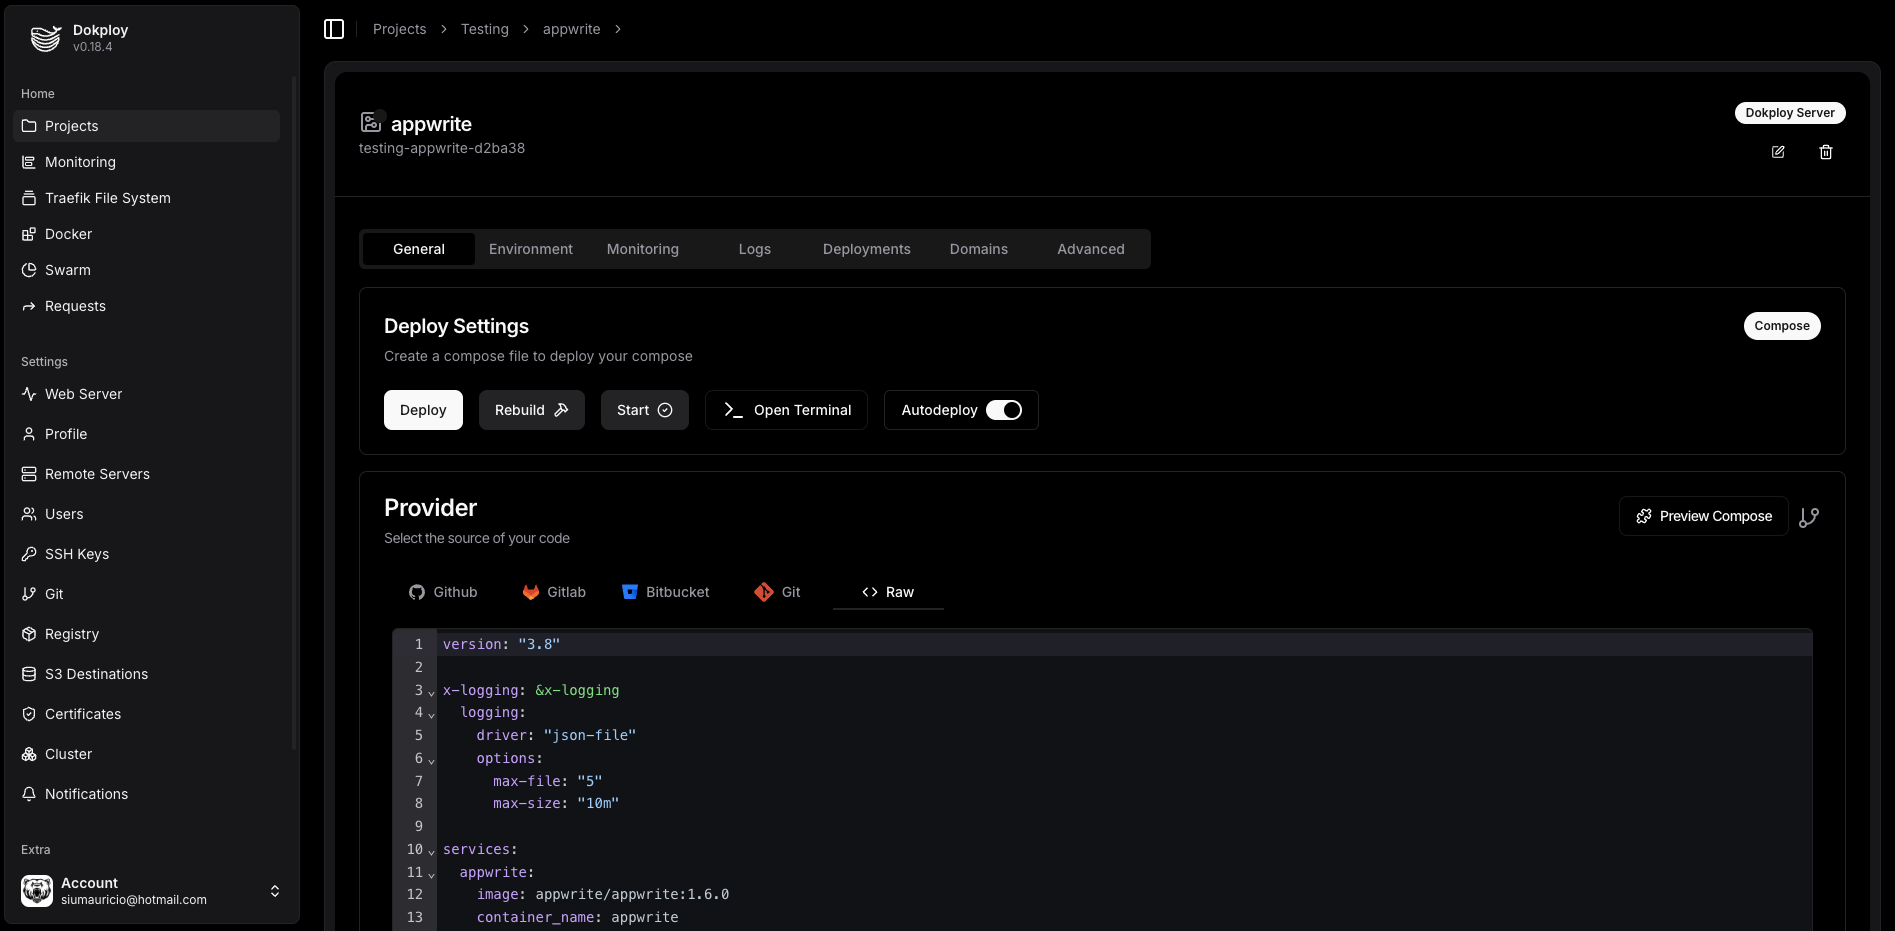 Dokploy
v0.18.4
Home
Projects
Monitoring
Traefik File System
Docker
Swarm
Requests
Settings
Web Server
Profile
Remote Servers
Users
SSH Keys
Git
Registry
S3 Destinations
Certificates
Cluster
Notifications
Extra
Account
siumauricio@hotmail.com
Projects > Testing > appwrite >
appwrite
testing-appwrite-d2ba38
Dokploy Server
General Environment Monitoring Logs Deployments Domains Advanced
Deploy Settings
Compose
Create a compose file to deploy your compose
Deploy Rebuild Start Open Terminal Autodeploy
Provider
Select the source of your code
Preview Compose
Github Gitlab Bitbucket Git Raw
1 version: "3.8"
2
3 x-logging: &x-logging
4   logging:
5     driver: "json-file"
6     options:
7       max-file: "5"
8       max-size: "10m"
9
10 services:
11   appwrite:
12     image: appwrite/appwrite:1.6.0
13     container_name: appwrite